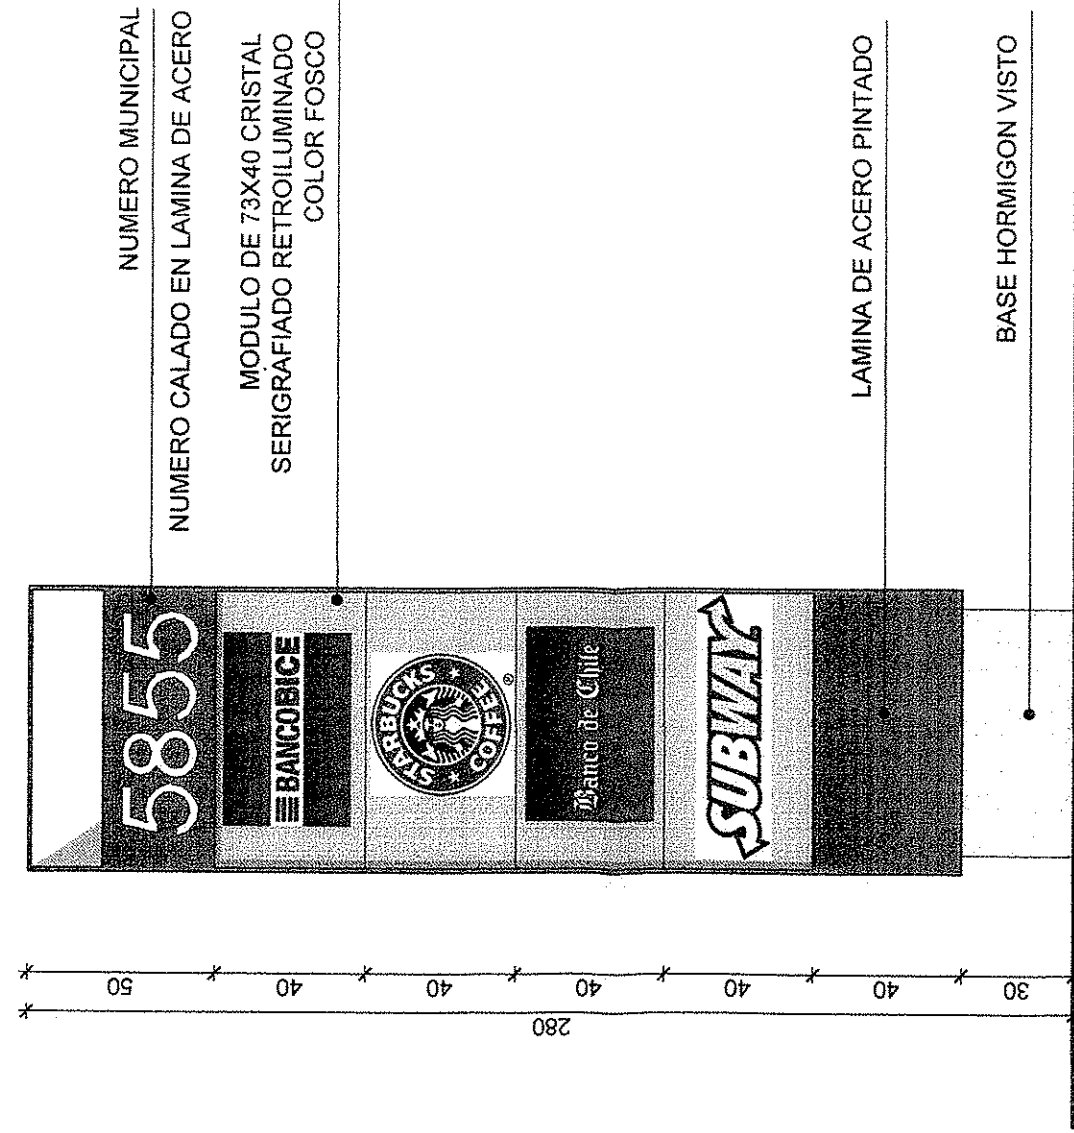 NUMERO MUNICIPAL
NUMERO CALADO EN LAMINA DE ACERO
MODULO DE 73X40 CRISTAL
SERIGRAFIADO RETROILUMINADO
COLOR FOSCO
LAMINA DE ACERO PINTADO
BASE HORMIGON VISTO
5855
BANCOBICE
STARBUCKS
COFFEE
®
Banco de Chile
SUBWAY
50
40
40
40
40
40
30
280